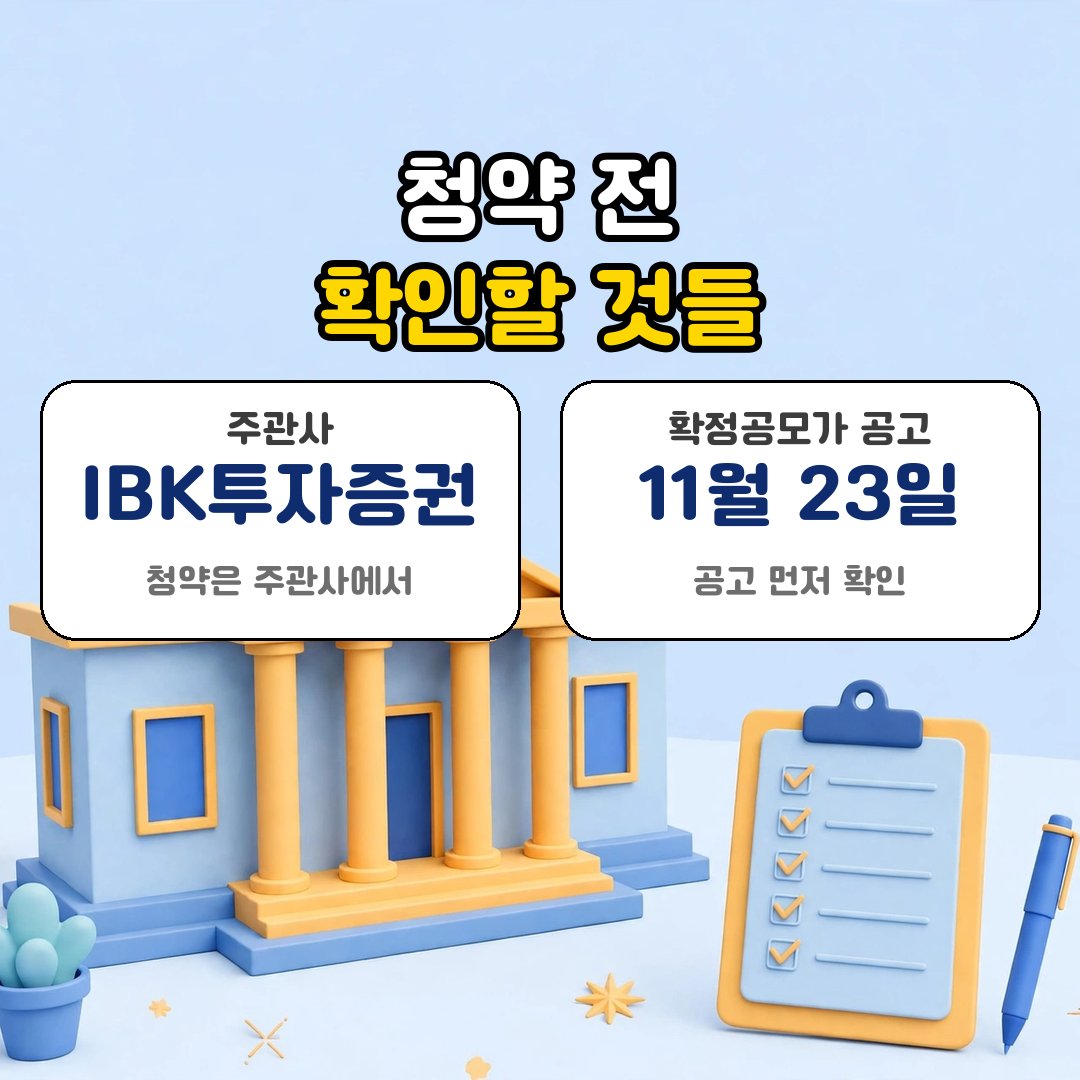 청약 전
확인할 것들
주관사
IBK투자증권
청약은 주관사에서
확정공모가 공고
11월 23일
공고 먼저 확인